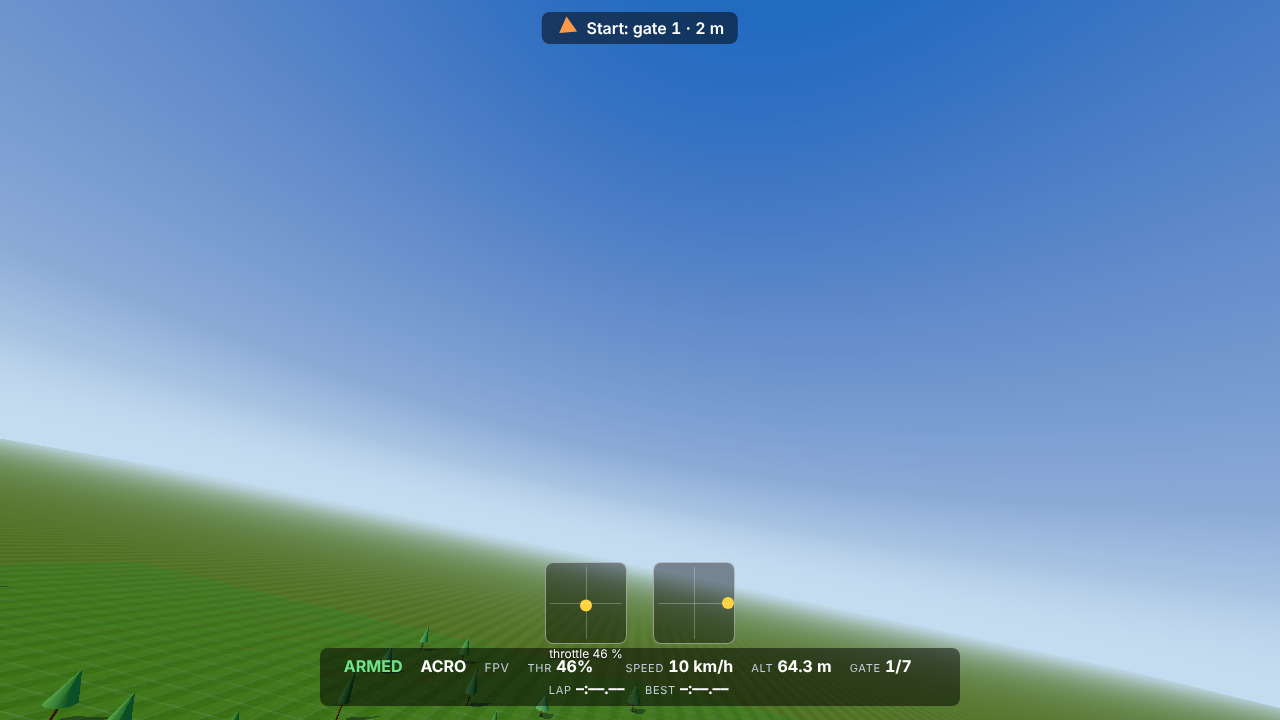 Start: gate 1 · 2 m
throttle 46 %
ARMED ACRO FPV THR 46% SPEED 10 km/h ALT 64.3 m GATE 1/7
LAP –:––.–– BEST –:––.––